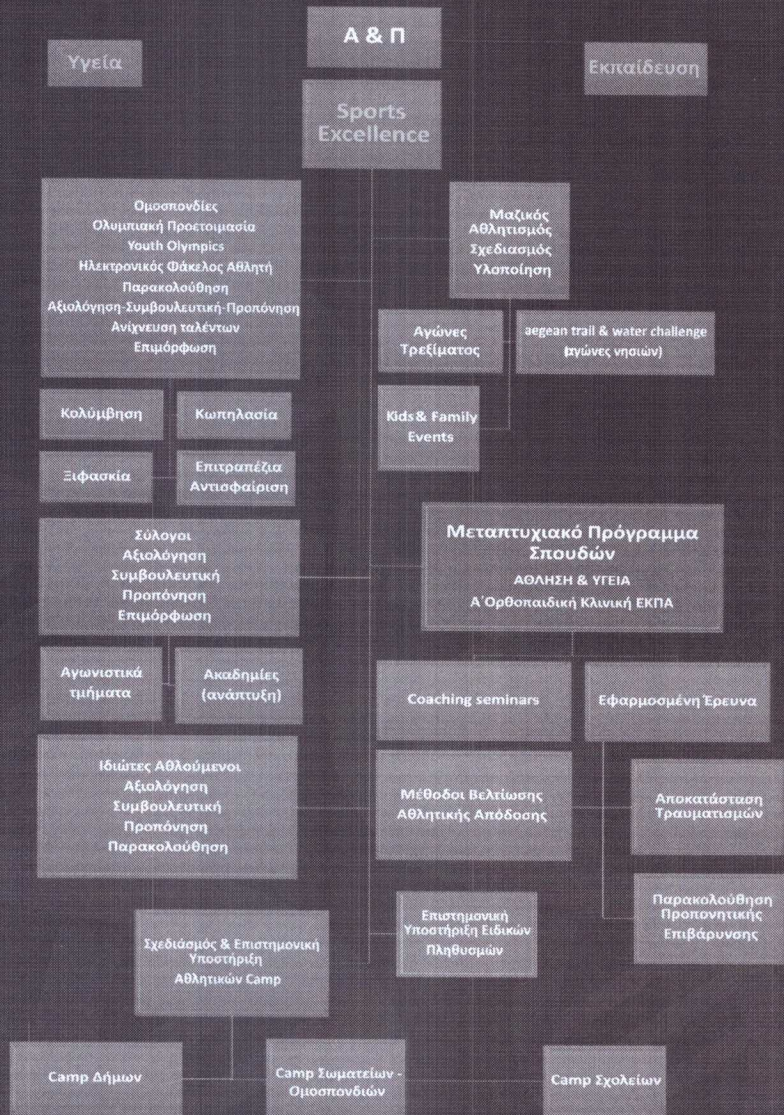 Α & Π
Υγεία
Εκπαίδευση
Sports
Excellence
Ομοσπονδίες
Ολυμπιακή Προετοιμασία
Youth Olympics
Ηλεκτρονικός Φάκελος Αθλητή
Παρακολούθηση
Αξιολόγηση-Συμβουλευτική-Προπόνηση
Ανίχνευση ταλέντων
Επιμόρφωση
Μαζικός
Αθλητισμός
Σχεδιασμός
Υλοποίηση
Αγώνες
Τρεξίματος
aegean trail & water challenge
(αγώνες νησιών)
Kids & Family
Events
Κολύμβηση
Κωπηλασία
Ξιφασκία
Επιτραπέζια
Αντισφαίριση
Σύλογοι
Αξιολόγηση
Συμβουλευτική
Προπόνηση
Επιμόρφωση
Μεταπτυχιακό Πρόγραμμα
Σπουδών
ΑΘΛΗΣΗ & ΥΓΕΙΑ
Α΄Ορθοπαιδική Κλινική ΕΚΠΑ
Αγωνιστικά
τμήματα
Ακαδημίες
(ανάπτυξη)
Coaching seminars
Εφαρμοσμένη Έρευνα
Ιδιώτες Αθλούμενοι
Αξιολόγηση
Συμβουλευτική
Προπόνηση
Παρακολούθηση
Μέθοδοι Βελτίωσης
Αθλητικής Απόδοσης
Αποκατάσταση
Τραυματισμών
Παρακολούθηση
Προπονητικής
Επιβάρυνσης
Επιστημονική
Υποστήριξη Ειδικών
Πληθυσμών
Σχεδιάσμός & Επιστημονική
Υποστήριξη
Αθλητικών Camp
Camp Δήμων
Camp Σωματείων -
Ομοσπονδιών
Camp Σχολείων